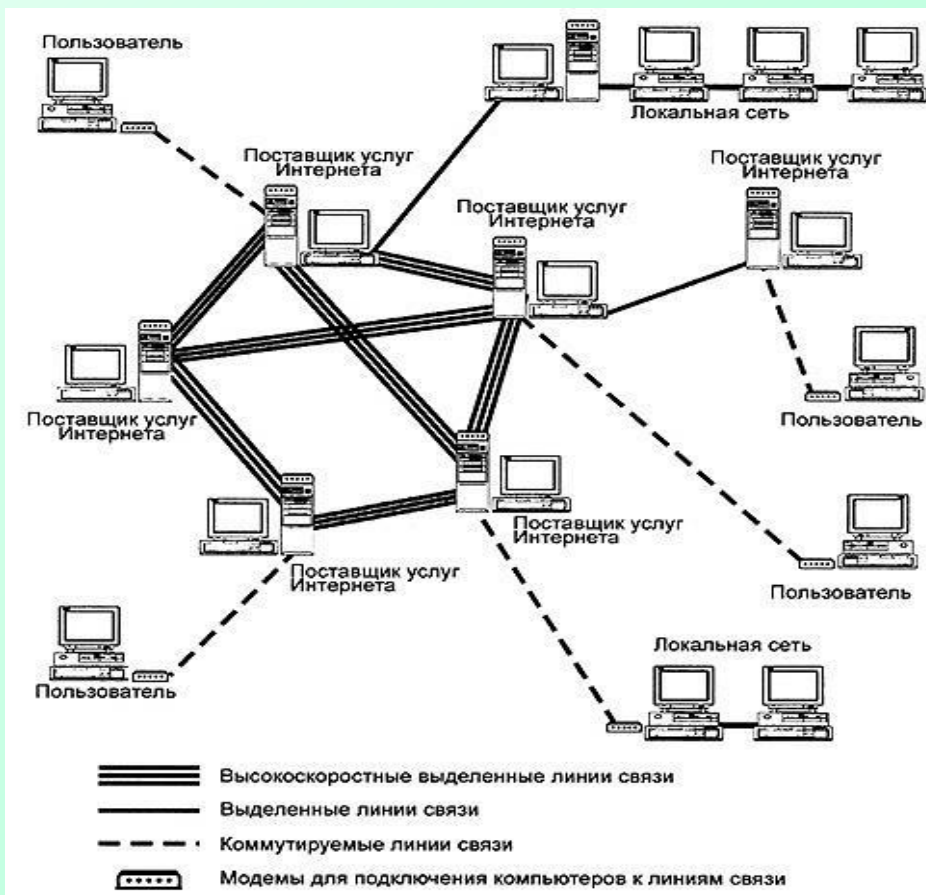 Пользователь
Локальная сеть
Поставщик услуг
Интернета
Поставщик услуг
Интернета
Поставщик услуг
Интернета
Поставщик услуг
Интернета
Пользователь
Поставщик услуг
Интернета
Поставщик услуг
Интернета
Пользователь
Пользователь
Локальная сеть
Высокоскоростные выделенные линии связи
Выделенные линии связи
Коммутируемые линии связи
Модемы для подключения компьютеров к линиям связи